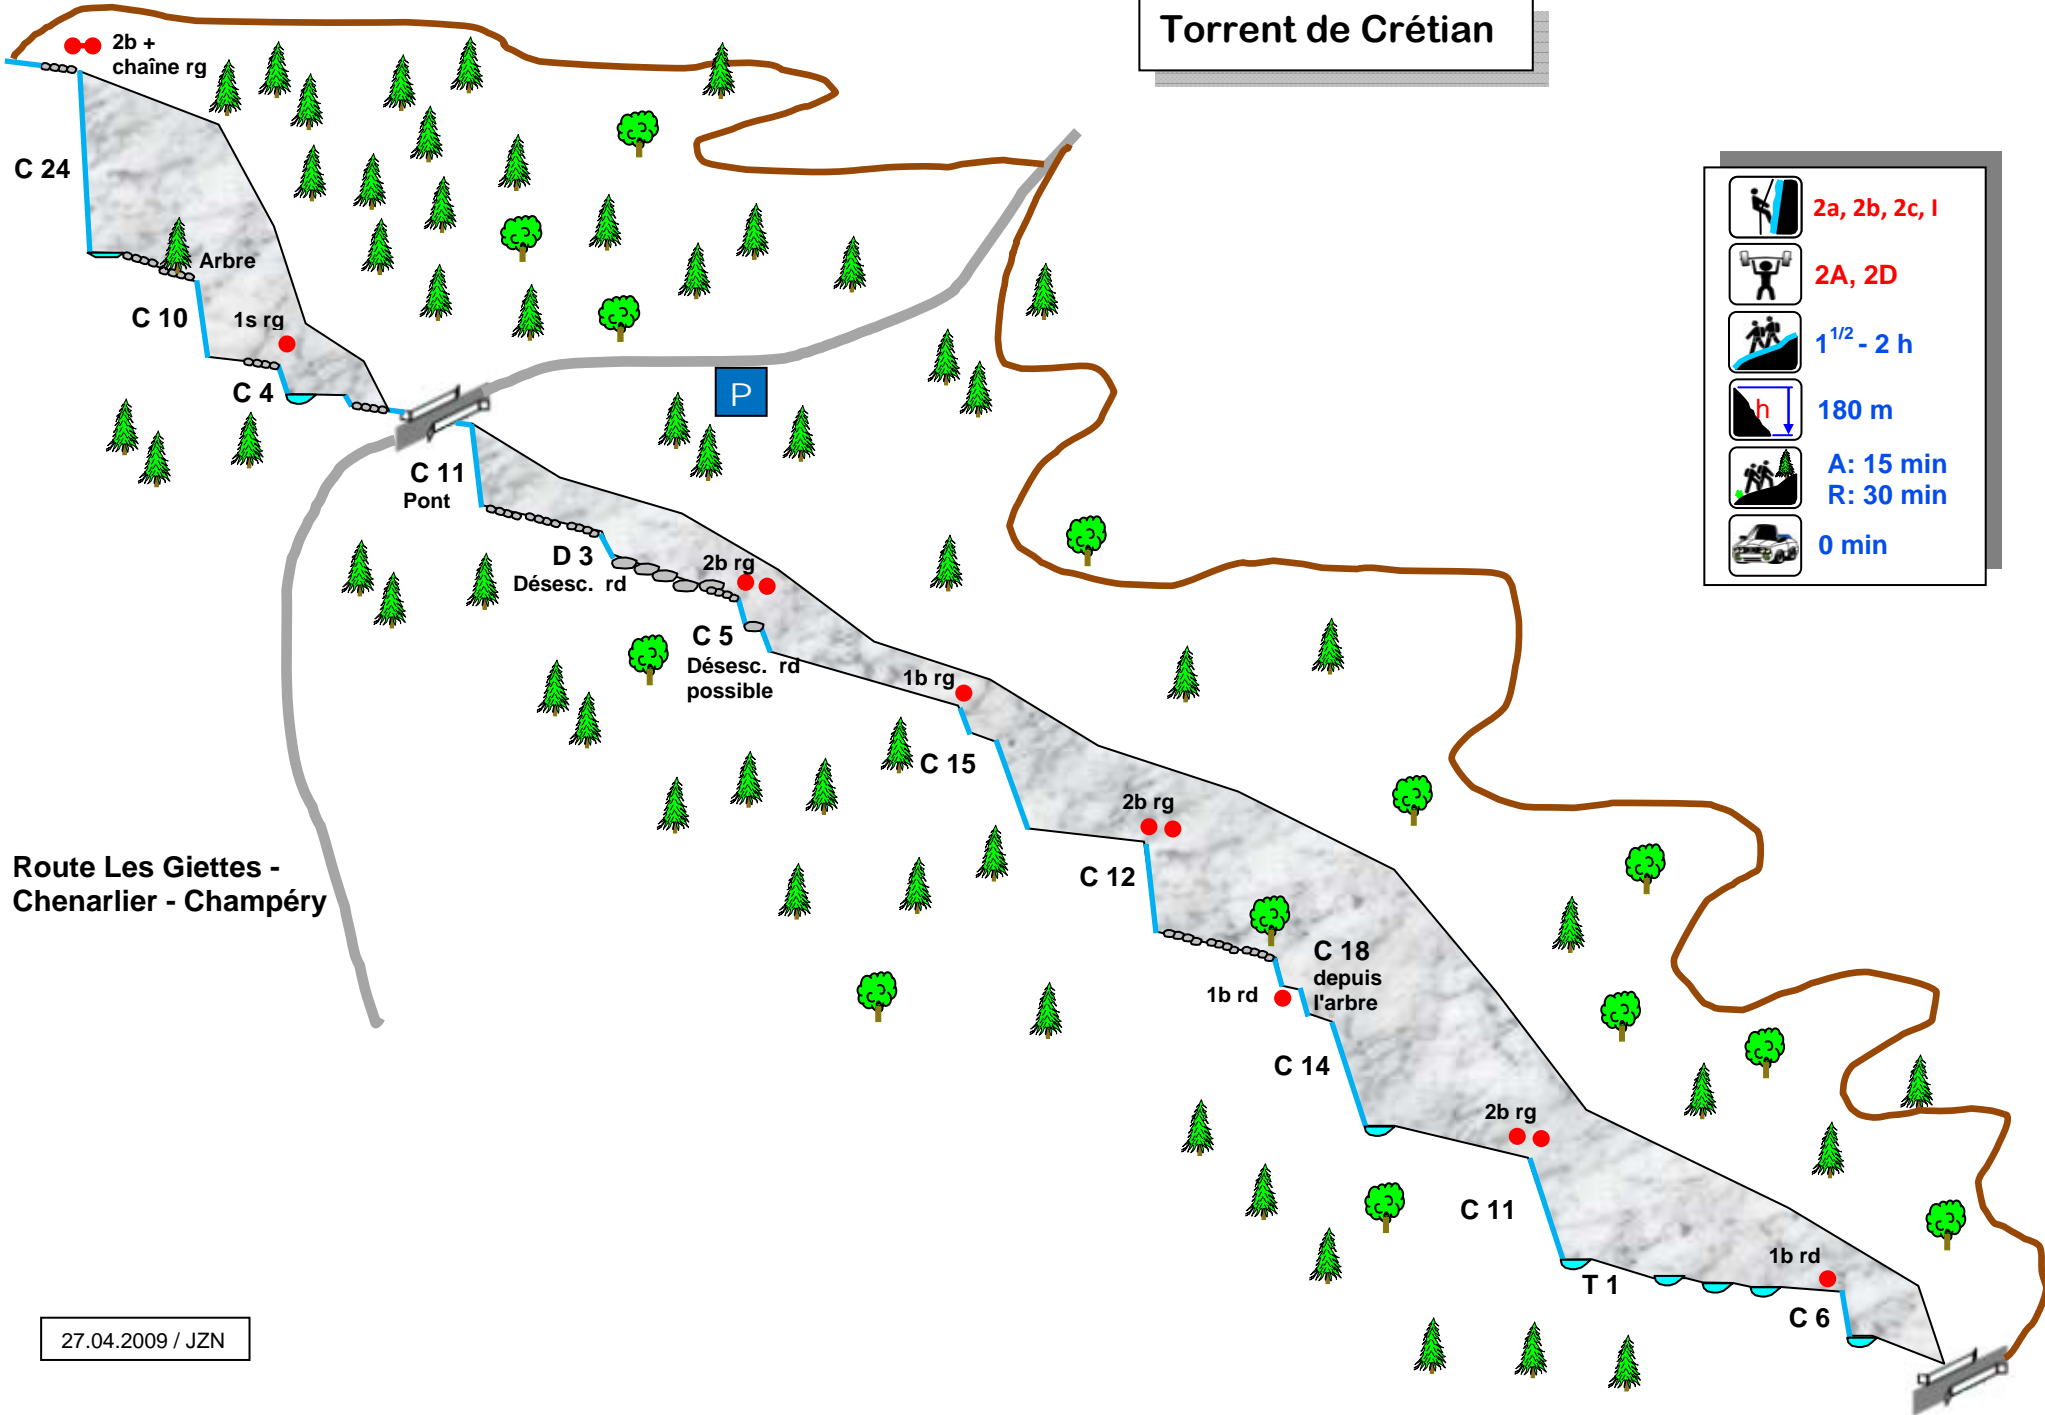 Torrent de Crétian
2b +
chaîne rg
C 24
Arbre
C 10
1s rg
C 4
P
C 11
Pont
D 3
Désesc. rd
2b rg
C 5
Désesc. rd
possible
1b rg
C 15
2b rg
C 12
C 18
depuis
l'arbre
1b rd
C 14
2b rg
C 11
T 1
1b rd
C 6
2a, 2b, 2c, I
2A, 2D
1 1/2 - 2 h
h
180 m
A: 15 min
R: 30 min
0 min
Route Les Giettes -
Chenarlier - Champéry
27.04.2009 / JZN